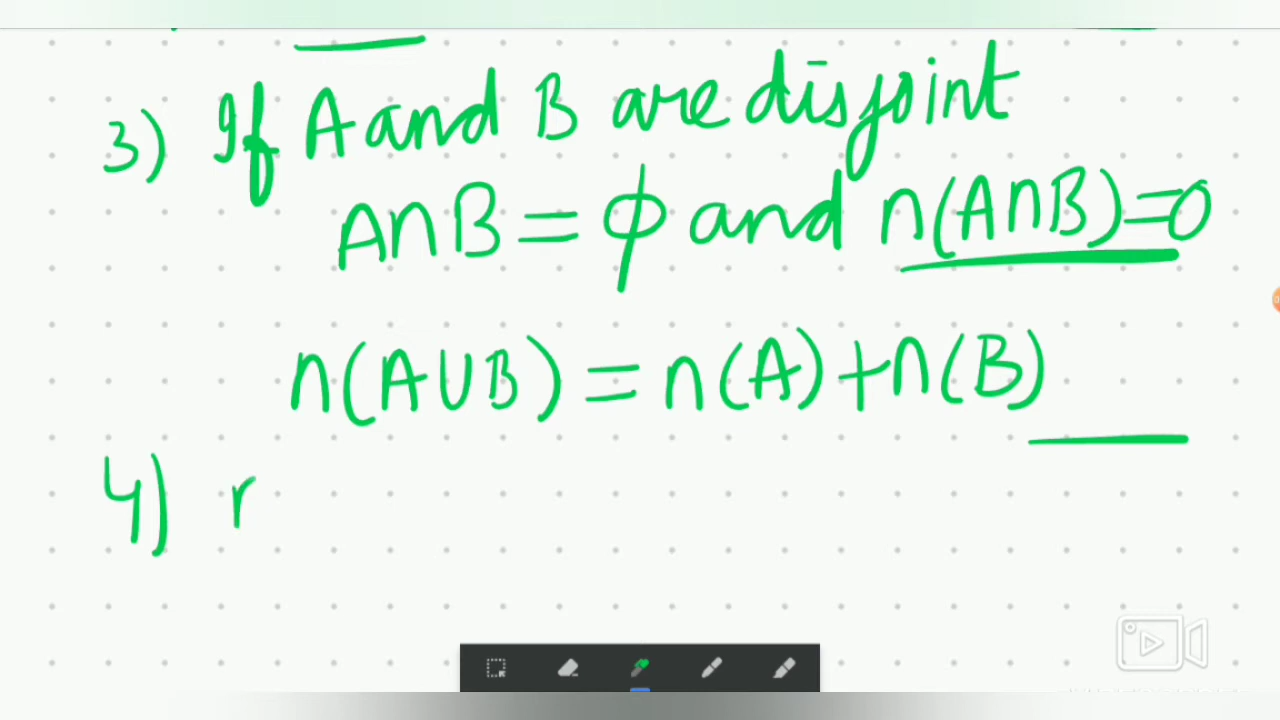 3) If A and B are disjoint
A∩B = ϕ and n(A∩B)=0
n(A∪B) = n(A)+n(B)
4) r